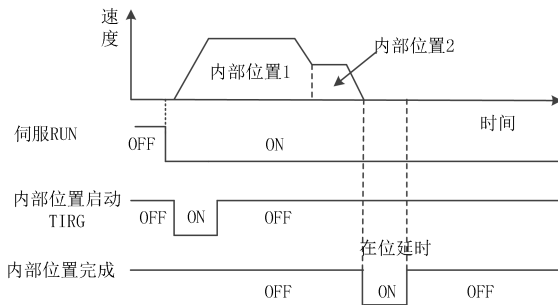 速
度
内部位置2
内部位置1
时间
伺服RUN
OFF
ON
内部位置启动
TIRG
OFF
ON
OFF
在位延时
内部位置完成
OFF
ON
OFF